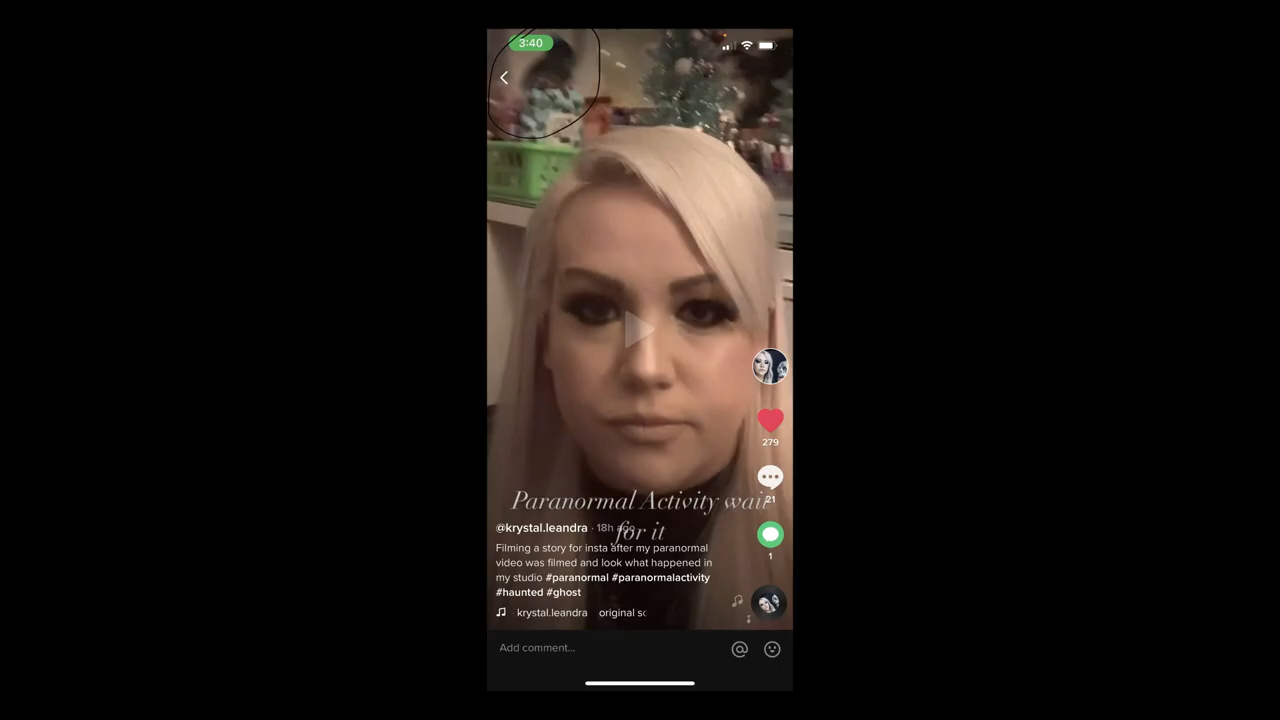 3:40
279
Paranormal Activity wait
21
@krystal.leandra · 18h ago
for it
Filming a story for insta after my paranormal
video was filmed and look what happened in
my studio #paranormal #paranormalactivity
#haunted #ghost
1
krystal.leandra original so
Add comment...